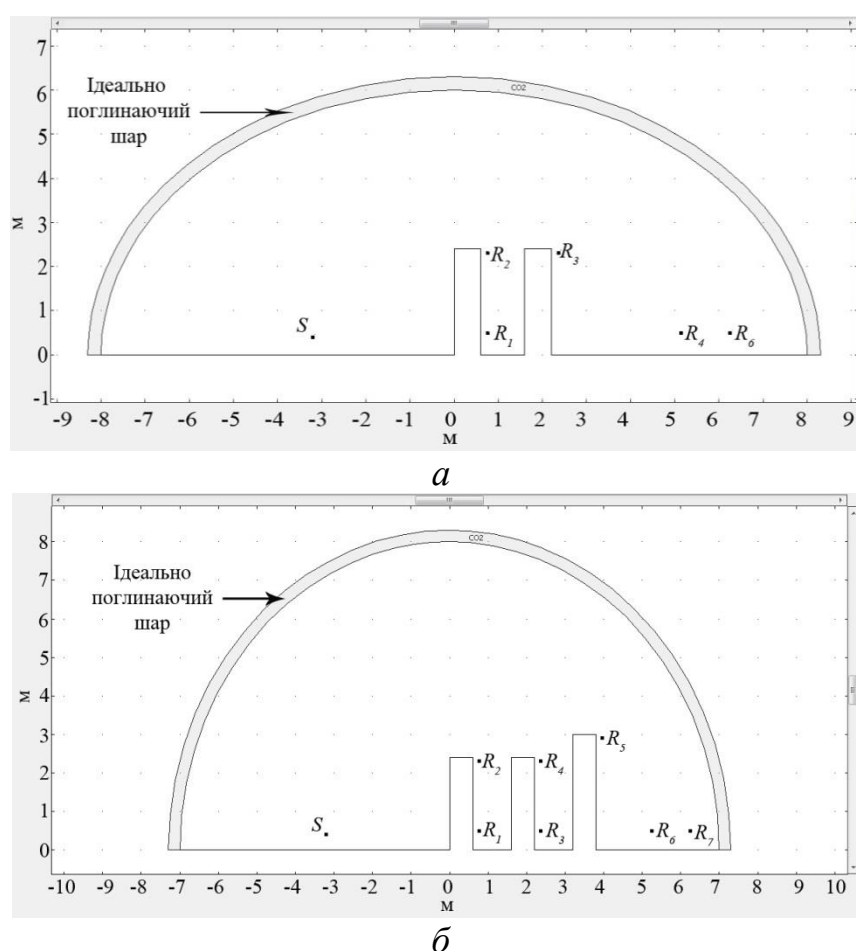 7
6
5
4
3
2
1
0
-1
м
Ідеально
поглинаючий
шар
CO2
S
R2
R3
R1
R4
R6
-9 -8 -7 -6 -5 -4 -3 -2 -1 0 1 2 3 4 5 6 7 8 9
м
а
8
7
6
5
4
3
2
1
0
м
Ідеально
поглинаючий
шар
CO2
S
R5
R2
R4
R1
R3
R6
R7
-10 -9 -8 -7 -6 -5 -4 -3 -2 -1 0 1 2 3 4 5 6 7 8 9 10
м
б